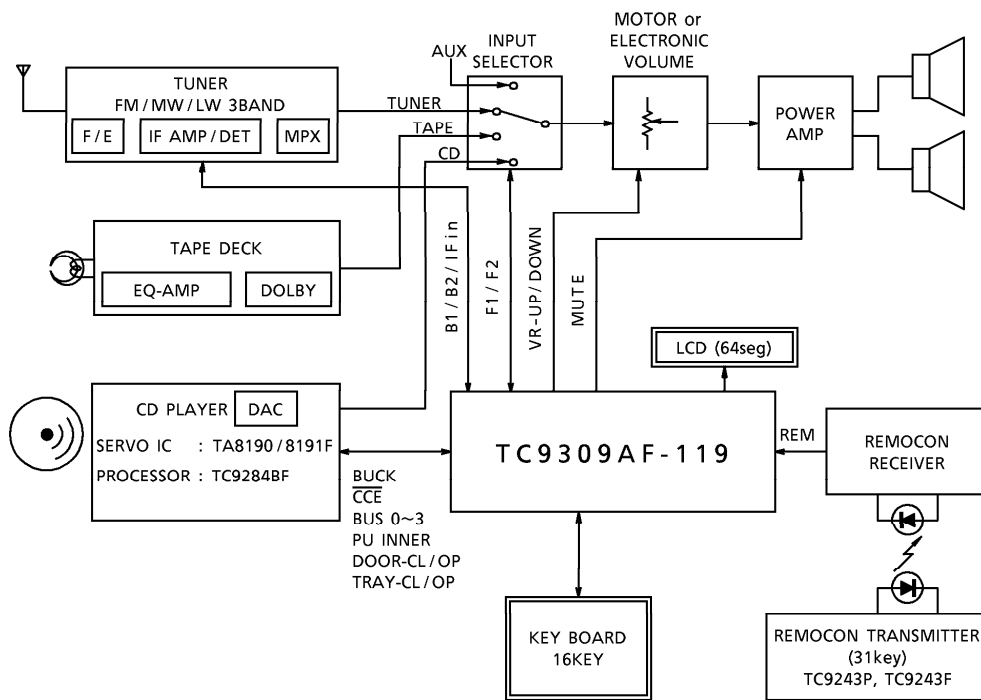 MOTOR or
ELECTRONIC
VOLUME
INPUT
SELECTOR
AUX
TUNER
FM / MW / LW 3BAND
F / E
IF AMP / DET
MPX
TUNER
TAPE
CD
POWER
AMP
TAPE DECK
EQ-AMP
DOLBY
B1 / B2 / IFin
F1 / F2
VR-UP / DOWN
MUTE
LCD (64seg)
CD PLAYER
DAC
SERVO IC : TA8190 / 8191F
PROCESSOR : TC9284BF
BUCK
CCE
BUS 0~3
PU INNER
DOOR-CL / OP
TRAY-CL / OP
TC9309AF-119
REM
REMOCON
RECEIVER
KEY BOARD
16KEY
REMOCON TRANSMITTER
(31key)
TC9243P, TC9243F